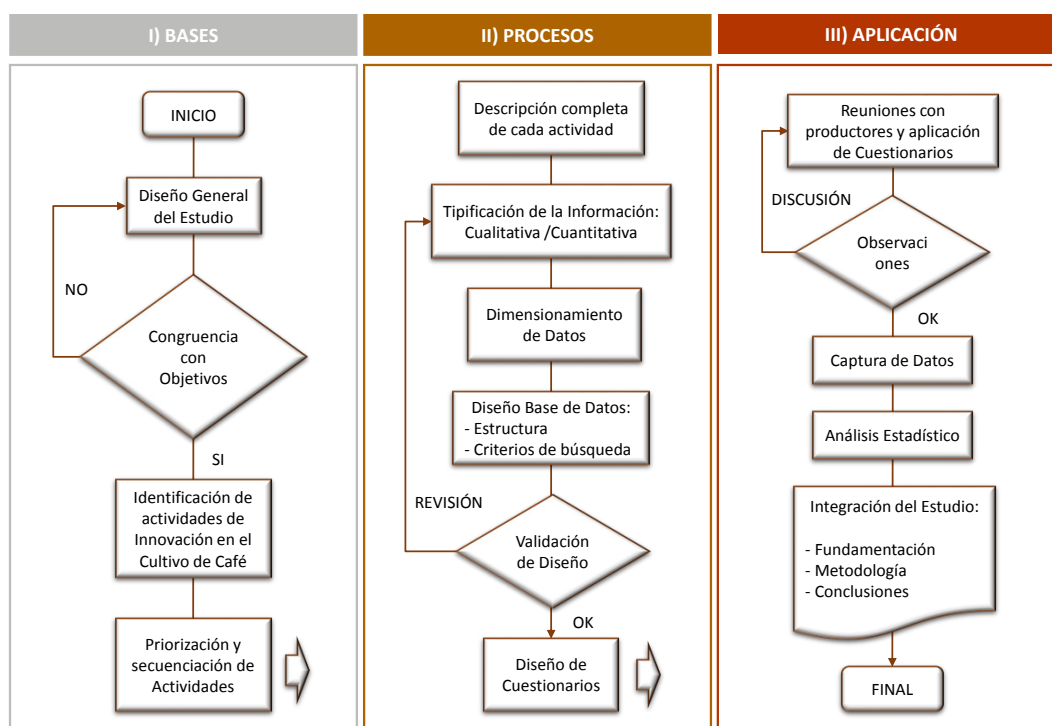 I) BASES
INICIO
Diseño General
del Estudio
NO
Congruencia
con
Objetivos
SI
Identificación de
actividades de
Innovación en el
Cultivo de Café
Priorización y
secuenciación de
Actividades
II) PROCESOS
Descripción completa
de cada actividad
Tipificación de la Información:
Cualitativa /Cuantitativa
Dimensionamiento
de Datos
Diseño Base de Datos:
- Estructura
- Criterios de búsqueda
REVISIÓN
Validación
de Diseño
OK
Diseño de
Cuestionarios
III) APLICACIÓN
Reuniones con
productores y aplicación
de Cuestionarios
DISCUSIÓN
Observaci
ones
OK
Captura de Datos
Análisis Estadístico
Integración del Estudio:
- Fundamentación
- Metodología
- Conclusiones
FINAL